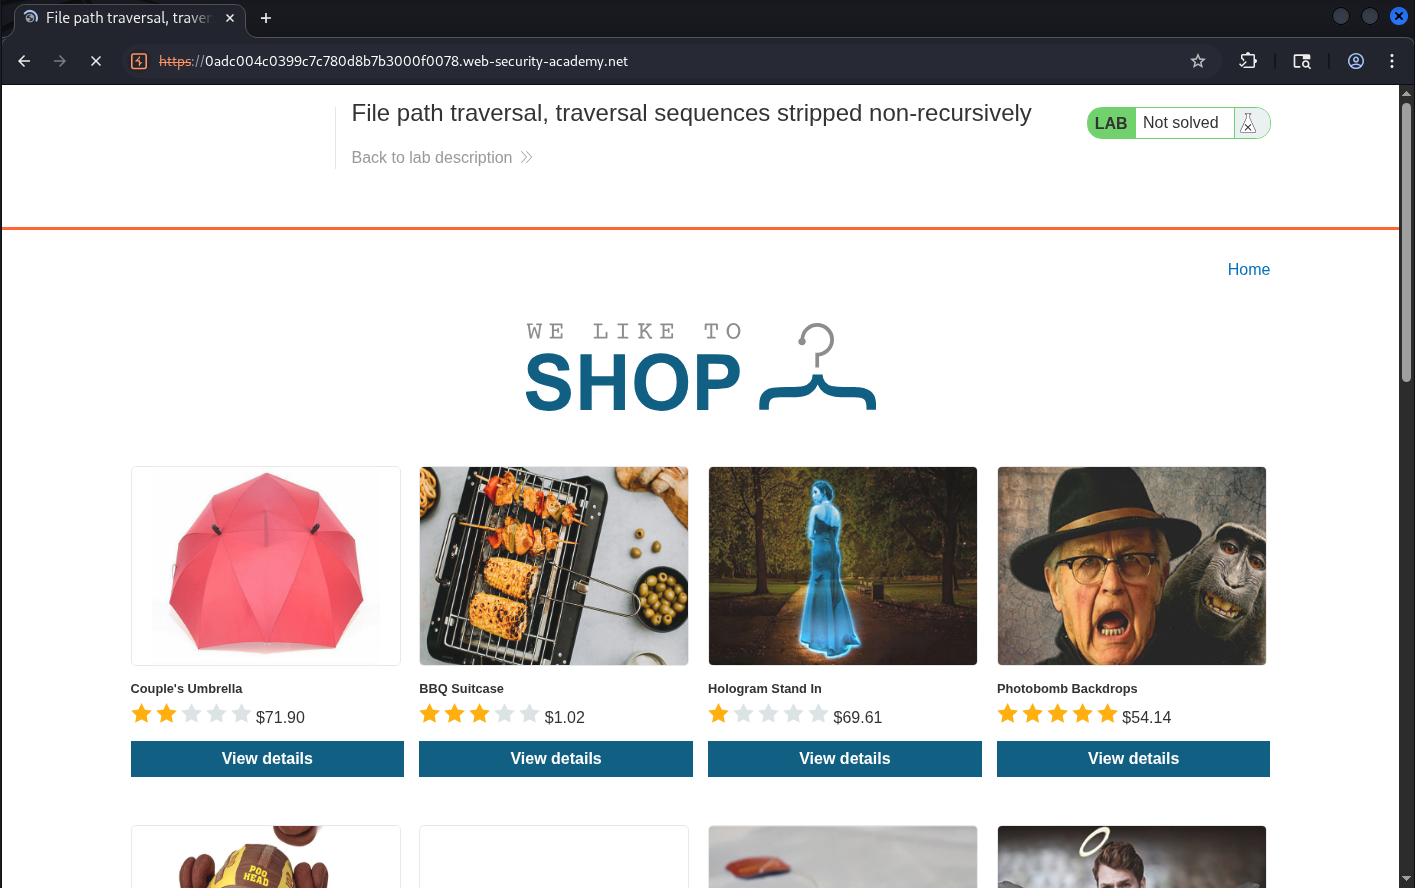 File path traversal, traver
https://0adc004c0399c7c780d8b7b3000f0078.web-security-academy.net
File path traversal, traversal sequences stripped non-recursively
LAB Not solved
Back to lab description
Home
WE LIKE TO
SHOP
Couple's Umbrella
$71.90
View details
BBQ Suitcase
$1.02
View details
Hologram Stand In
$69.61
View details
Photobomb Backdrops
$54.14
View details
POO
HEAD